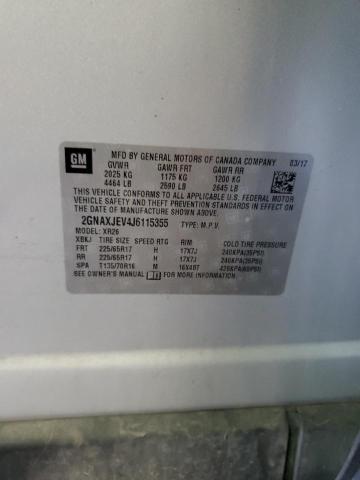 GM
MFD BY GENERAL MOTORS OF CANADA COMPANY 03/17
GVWR GAWR FRT GAWR RR
2025 KG 1175 KG 1200 KG
4464 LB 2590 LB 2645 LB
THIS VEHICLE CONFORMS TO ALL APPLICABLE U.S. FEDERAL MOTOR
VEHICLE SAFETY, BUMPER, AND THEFT PREVENTION STANDARDS
IN EFFECT ON THE DATE OF MANUFACTURE SHOWN ABOVE.
2GNAXJEV4J6115355 TYPE: M.P.V.
MODEL: XR26
XBKJ TIRE SIZE SPEED RTG RIM COLD TIRE PRESSURE
FRT 225/65R17 H 17X7J 240KPA(35PSI)
RR 225/65R17 H 17X7J 240KPA(35PSI)
SPA T135/70R16 M 16X4BT 420KPA(60PSI)
SEE OWNER'S MANUAL FOR ADDITIONAL INFORMATION.